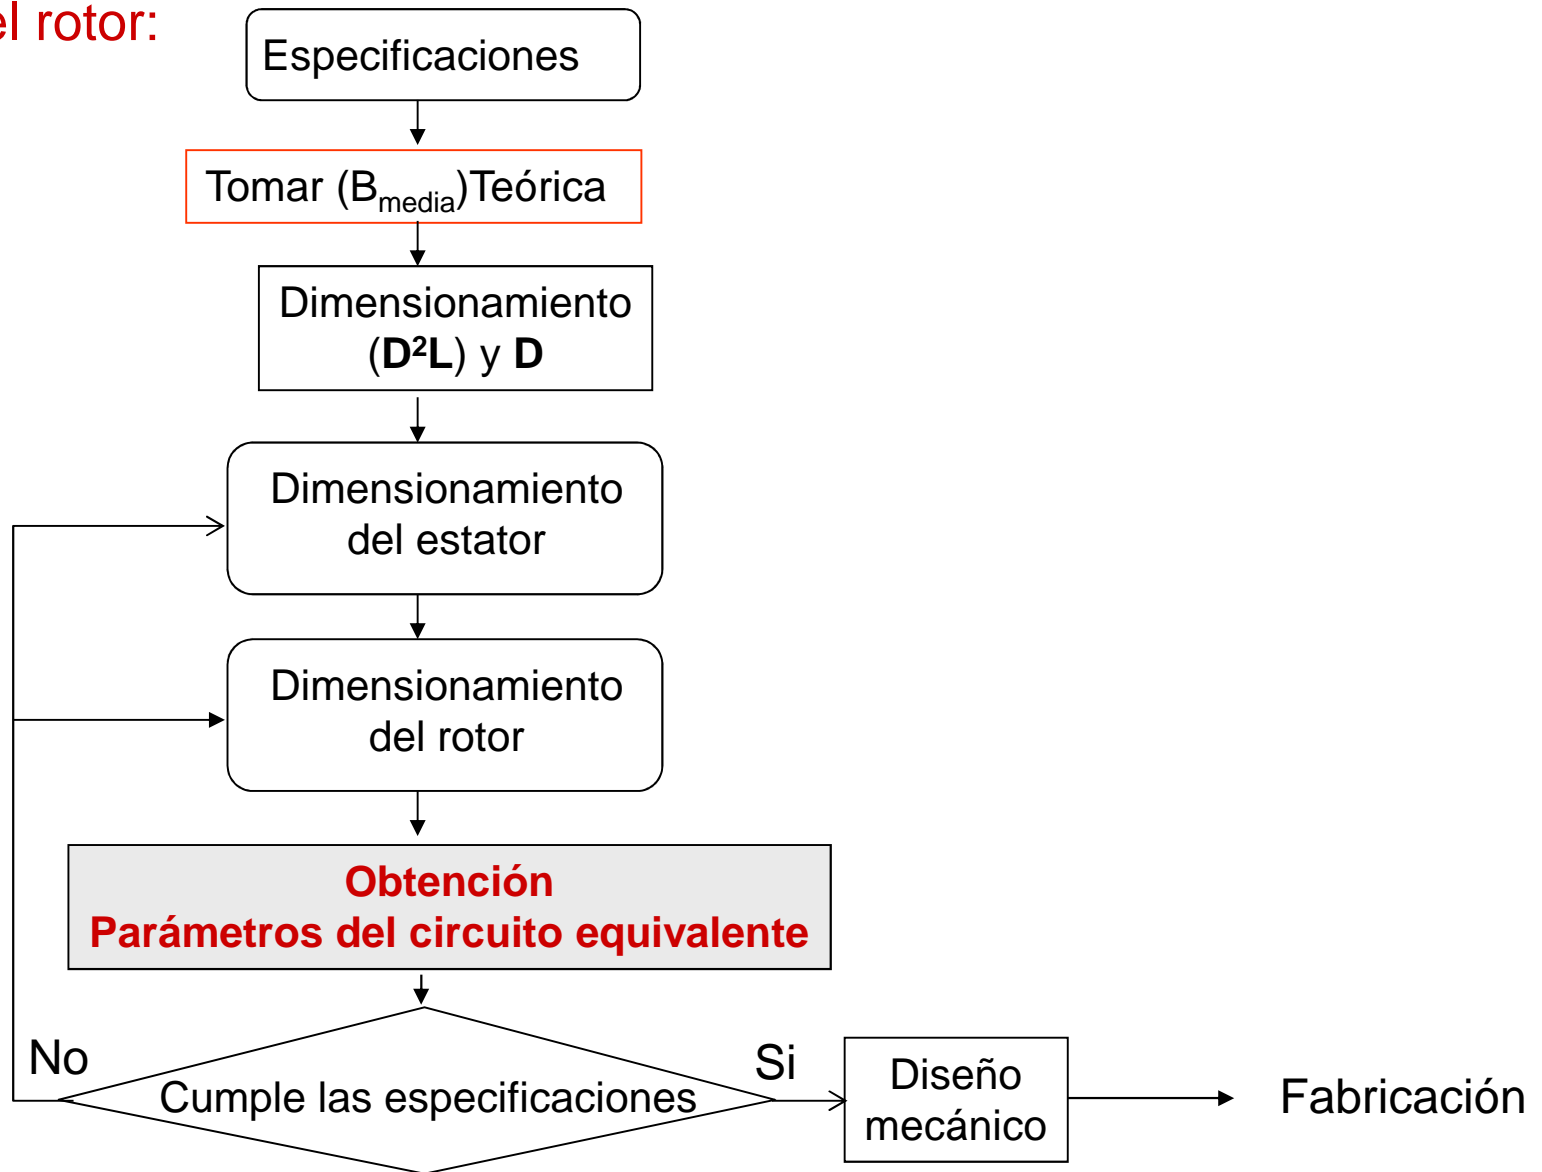 el rotor:
Especificaciones
Tomar (Bmedia)Teórica
Dimensionamiento
(D²L) y D
Dimensionamiento
del estator
Dimensionamiento
del rotor
Obtención
Parámetros del circuito equivalente
No
Cumple las especificaciones
Si
Diseño
mecánico
Fabricación